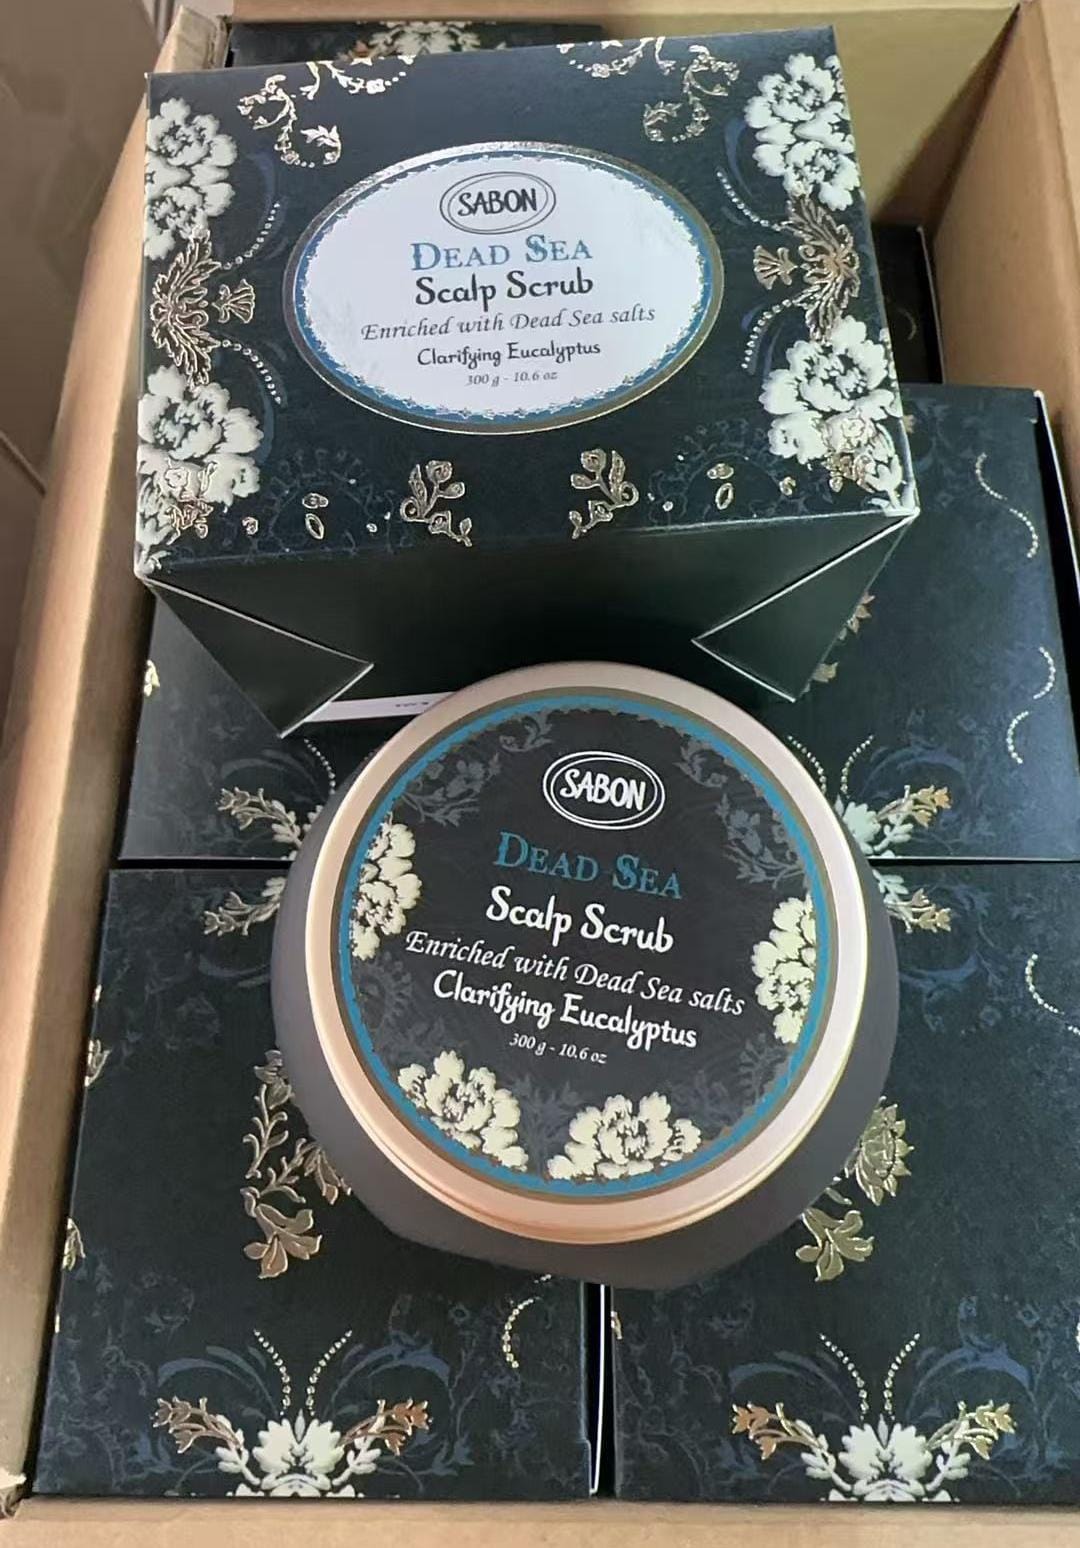 SABON
DEAD SEA
Scalp Scrub
Enriched with Dead Sea salts
Clarifying Eucalyptus
300 g - 10.6 oz
SABON
DEAD SEA
Scalp Scrub
Enriched with Dead Sea salts
Clarifying Eucalyptus
300 g - 10.6 oz